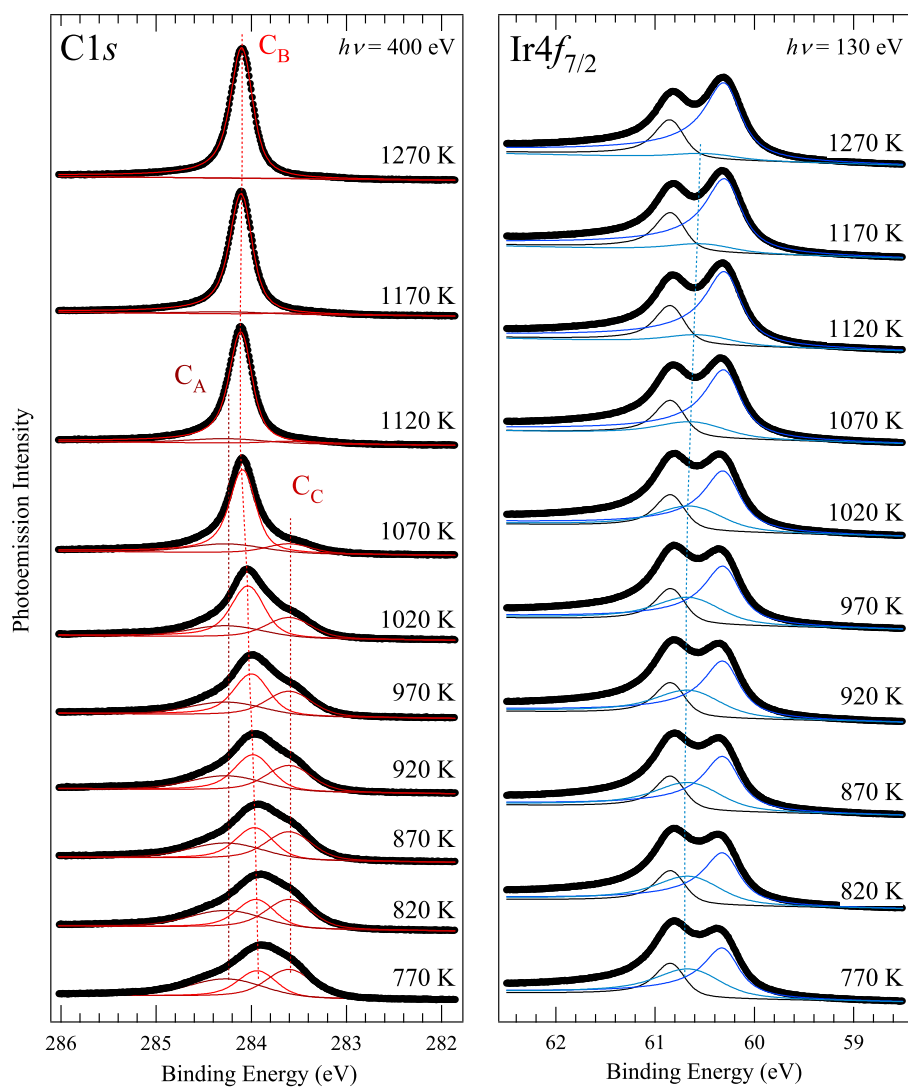 C1s
C_B
hν = 400 eV
1270 K
1170 K
C_A
1120 K
C_C
1070 K
1020 K
970 K
920 K
870 K
820 K
770 K
286
285
284
283
282
Binding Energy (eV)
Photoemission Intensity
Ir4f_7/2
hν = 130 eV
1270 K
1170 K
1120 K
1070 K
1020 K
970 K
920 K
870 K
820 K
770 K
62
61
60
59
Binding Energy (eV)